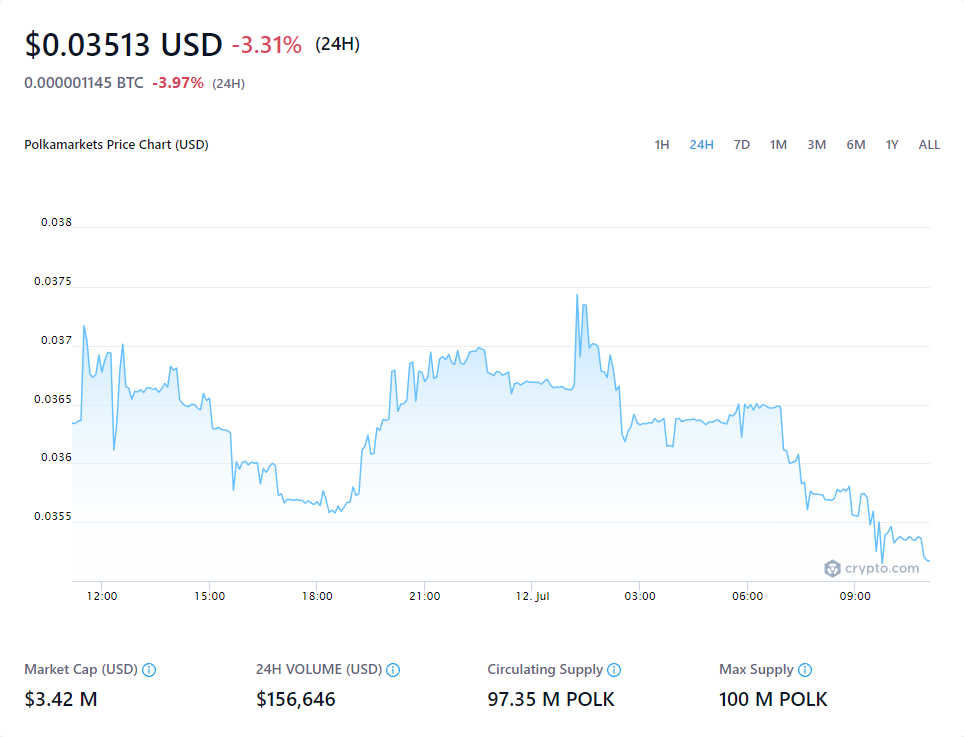 $0.03513 USD -3.31% (24H)
0.000001145 BTC -3.97% (24H)
Polkamarkets Price Chart (USD) 1H 24H 7D 1M 3M 6M 1Y ALL
0.038
0.0375
0.037
0.0365
0.036
0.0355
crypto.com
12:00 15:00 18:00 21:00 12. Jul 03:00 06:00 09:00
Market Cap (USD) 24H VOLUME (USD) Circulating Supply Max Supply
$3.42 M $156,646 97.35 M POLK 100 M POLK